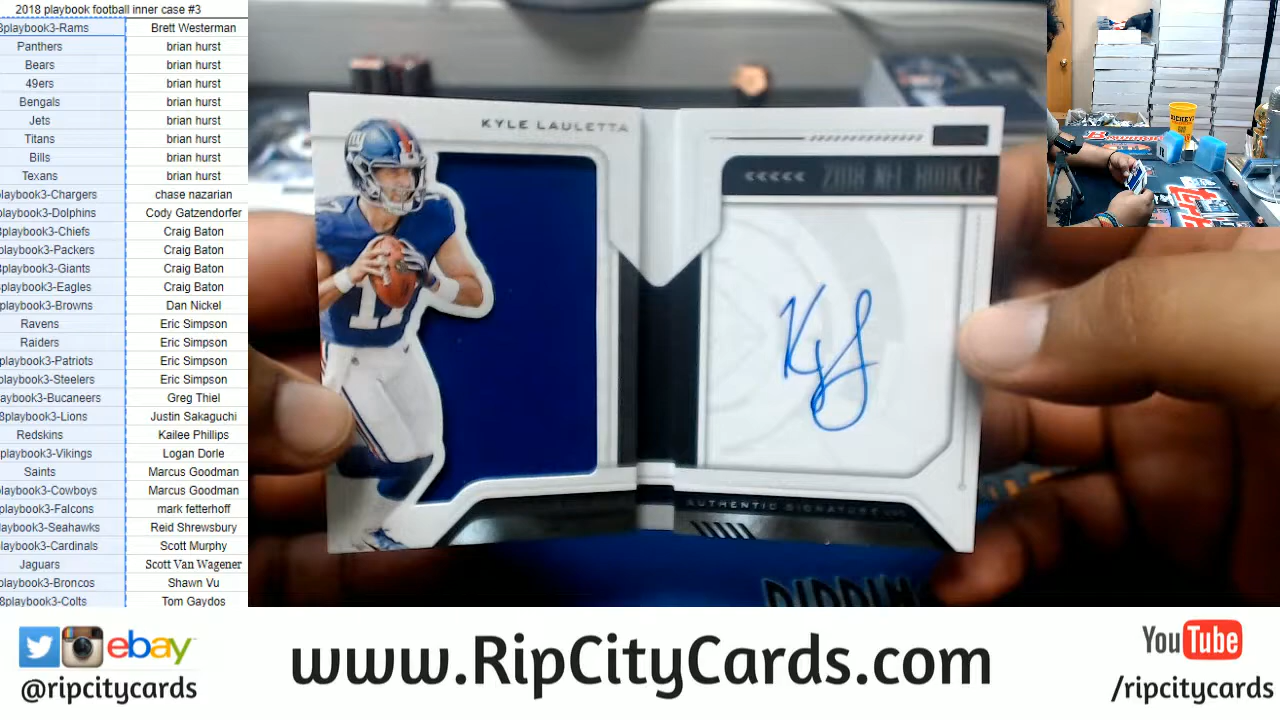 2018 playbook football inner case #3
8playbook3-Rams Brett Westerman
Panthers brian hurst
Bears brian hurst
49ers brian hurst
Bengals brian hurst
Jets brian hurst
Titans brian hurst
Bills brian hurst
Texans brian hurst
playbook3-Chargers chase nazarian
playbook3-Dolphins Cody Gatzendorfer
8playbook3-Chiefs Craig Baton
playbook3-Packers Craig Baton
8playbook3-Giants Craig Baton
playbook3-Eagles Craig Baton
playbook3-Browns Dan Nickel
Ravens Eric Simpson
Raiders Eric Simpson
playbook3-Patriots Eric Simpson
playbook3-Steelers Eric Simpson
playbook3-Bucaneers Greg Thiel
8playbook3-Lions Justin Sakaguchi
Redskins Kailee Phillips
playbook3-Vikings Logan Dorle
Saints Marcus Goodman
playbook3-Cowboys Marcus Goodman
playbook3-Falcons mark fetterhoff
laybook3-Seahawks Reid Shrewsbury
laybook3-Cardinals Scott Murphy
Jaguars Scott Van Wagener
playbook3-Broncos Shawn Vu
8playbook3-Colts Tom Gaydos
KYLE LAULETTA
2018 NFL ROOKIE
AUTHENTIC SIGNATURE
ebay
@ripcitycards
www.RipCityCards.com
YouTube
/ripcitycards